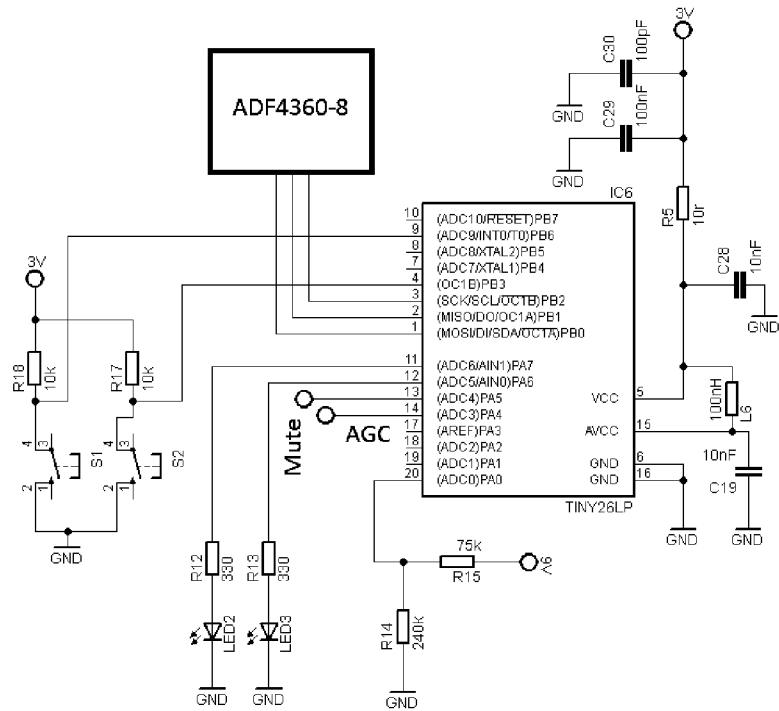 3V
C30
100pF
GND
ADF4360-8
C29
100nF
GND
IC6
R5
10r
10 (ADC10/RESET)PB7
9 (ADC9/INT0/T0)PB6
8 (ADC8/XTAL2)PB5
7 (ADC7/XTAL1)PB4
4 (OC1B)PB3
3 (SCK/SCL/OC1B)PB2
2 (MISO/DO/OC1A)PB1
1 (MOSI/DI/SDA/OC1A)PB0
C28
10nF
GND
3V
R18
10k
R17
10k
11 (ADC6/AIN1)PA7
12 (ADC5/AIN0)PA6
13 (ADC4)PA5
14 (ADC3)PA4
17 (AREF)PA3
18 (ADC2)PA2
19 (ADC1)PA1
20 (ADC0)PA0
VCC 5
AVCC 15
GND 6
GND 16
TINY26LP
100nH
L6
10nF
C19
GND
GND
Mute
AGC
4 3
S1
2 1
4 3
S2
2 1
GND
R12
330
R13
330
75k
R15
V6
LED2
LED3
R14
240k
GND
GND
GND